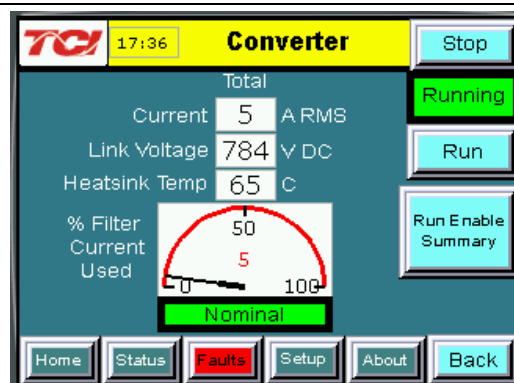 TCI 17:36 Converter Stop
Running
Total
Current 5 A RMS
Link Voltage 784 V DC
Run
Heatsink Temp 65 C
% Filter
Current
Used
50
5
0 100
Run Enable
Summary
Nominal
Home Status Faults Setup About Back